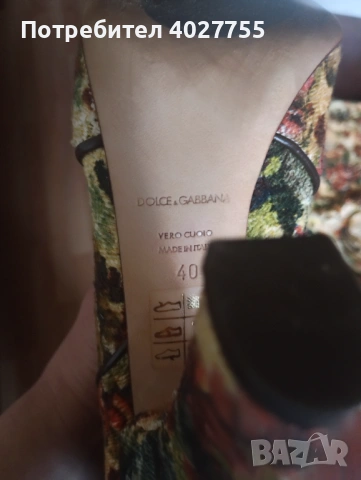 Потребител 4027755
DOLCE & GABBANA
VERO CUOIO
MADE IN ITALY
40
BAZAR